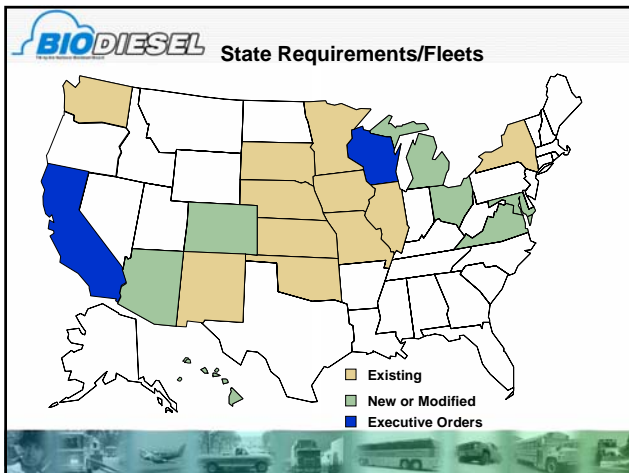 BIODIESEL
State Requirements/Fleets
Existing
New or Modified
Executive Orders